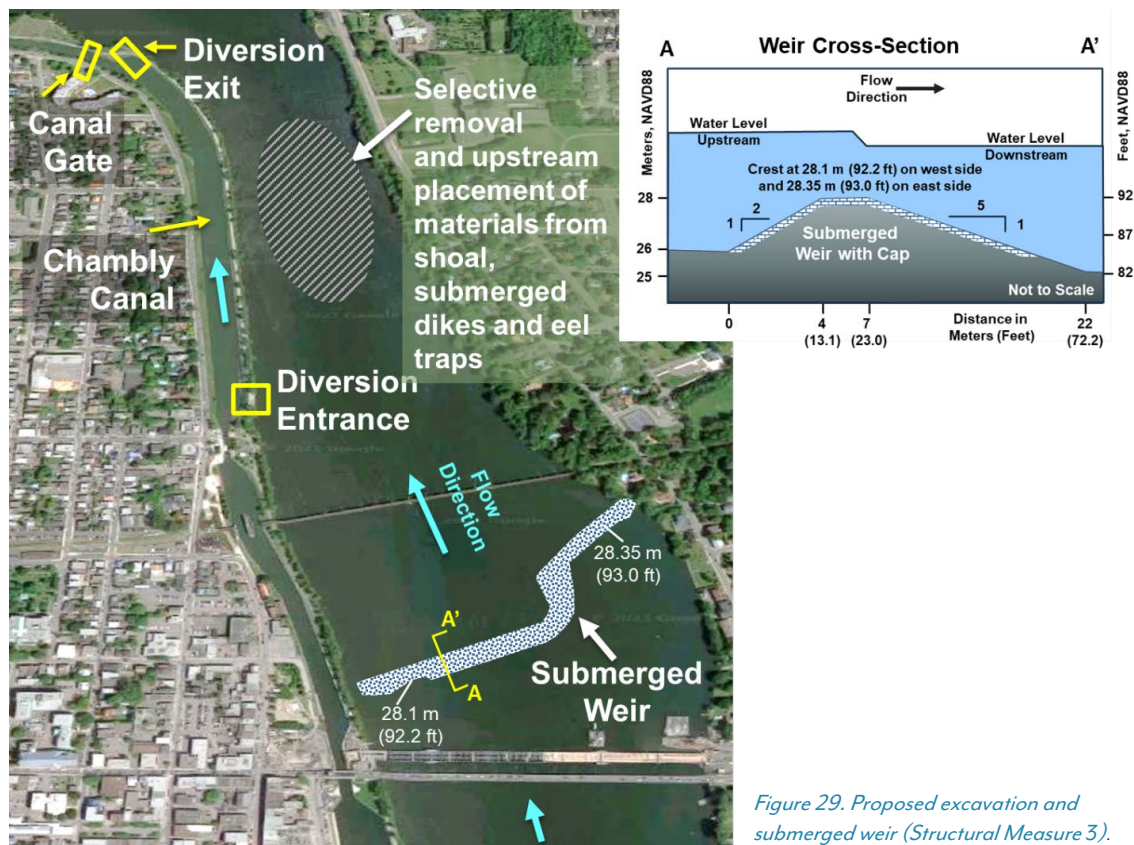 Diversion
Exit
Canal
Gate
Chambly
Canal
Selective
removal
and upstream
placement of
materials from
shoal,
submerged
dikes and eel
traps
Diversion
Entrance
Flow
Direction
28.35 m
(93.0 ft)
A'
A
Submerged
Weir
28.1 m
(92.2 ft)
A
Weir Cross-Section
A'
Meters, NAVD88
Feet, NAVD88
Flow
Direction
Water Level
Upstream
Water Level
Downstream
Crest at 28.1 m (92.2 ft) on west side
and 28.35 m (93.0 ft) on east side
28
26
25
92
87
82
1
2
5
1
Submerged
Weir with Cap
Not to Scale
0
4
(13.1)
7
(23.0)
Distance in
Meters (Feet)
22
(72.2)
Figure 29. Proposed excavation and
submerged weir (Structural Measure 3).